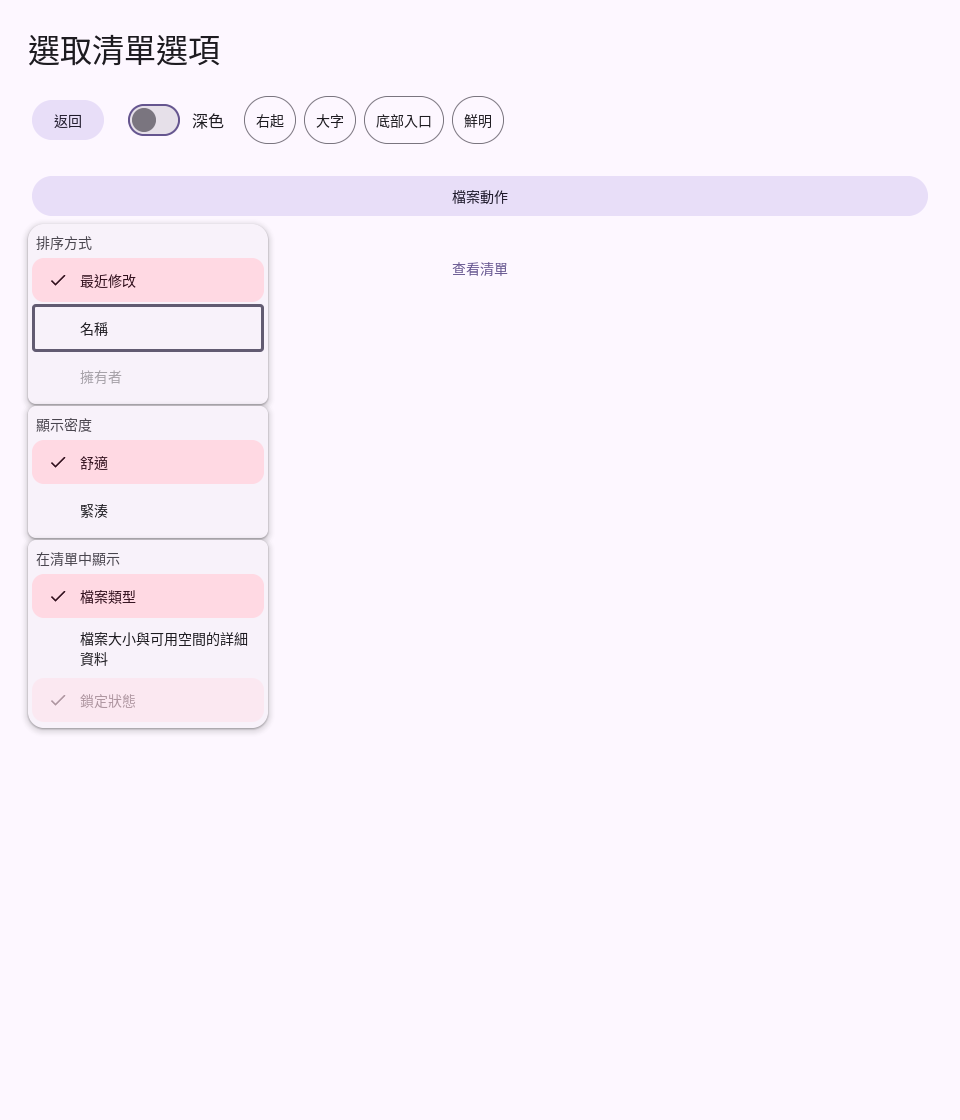 選取清單選項
返回
深色
右起
大字
底部入口
鮮明
檔案動作
排序方式
最近修改
名稱
擁有者
查看清單
顯示密度
舒適
緊湊
在清單中顯示
檔案類型
檔案大小與可用空間的詳細
資料
鎖定狀態